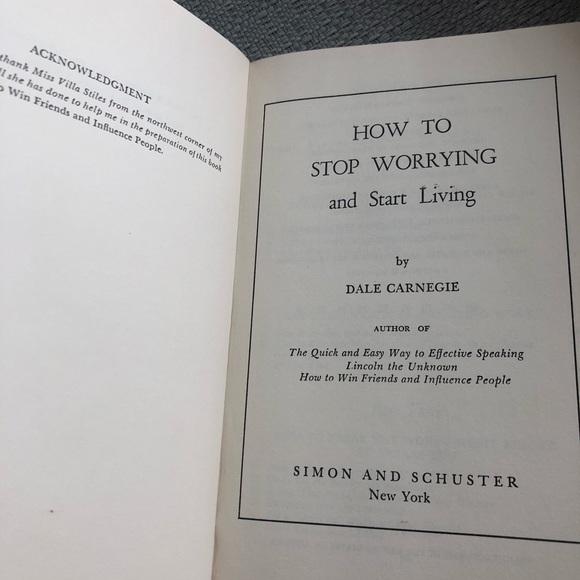 ACKNOWLEDGMENT
thank Miss Villa Stiles from the northwest corner of my
ll she has done to help me in the preparation of this book
o Win Friends and Influence People.
HOW TO
STOP WORRYING
and Start Living
by
DALE CARNEGIE
AUTHOR OF
The Quick and Easy Way to Effective Speaking
Lincoln the Unknown
How to Win Friends and Influence People
SIMON AND SCHUSTER
New York